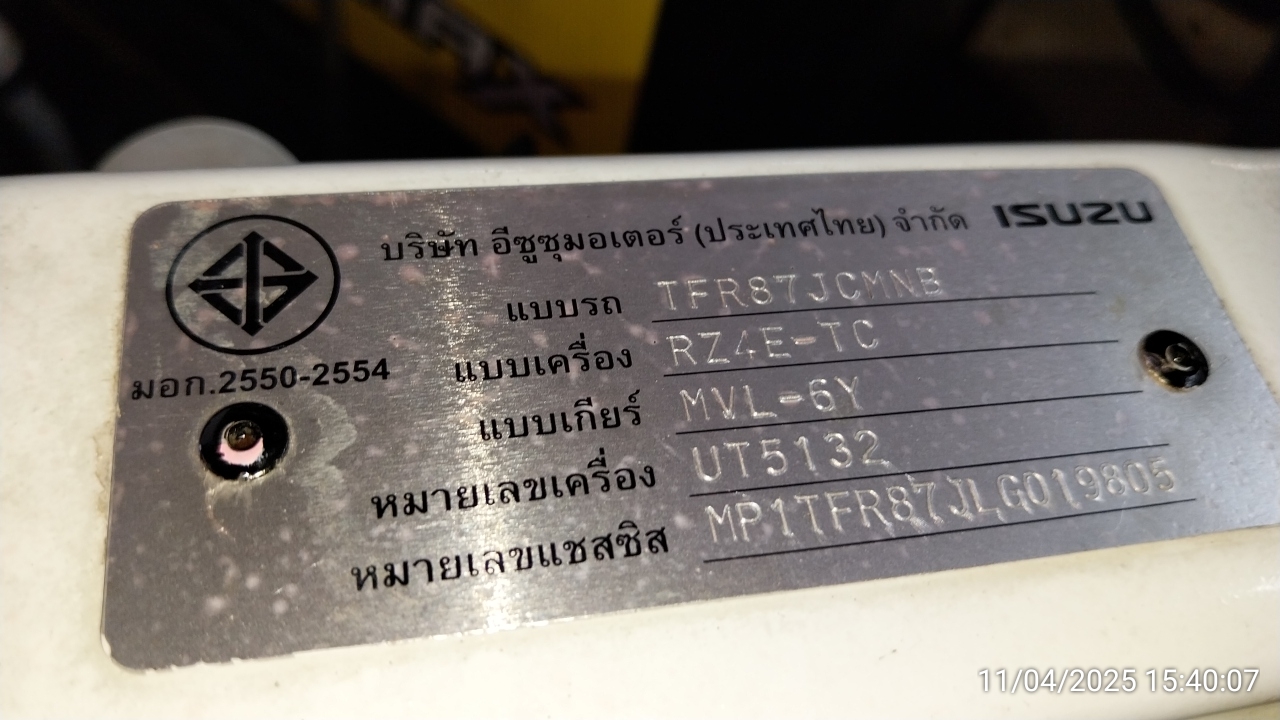 บริษัท อีซูซุมอเตอร์ (ประเทศไทย) จำกัด ISUZU
แบบรถ TFR87JCMNB
แบบเครื่อง RZ4E-TC
มอก.2550-2554
แบบเกียร์ MVL-6Y
หมายเลขเครื่อง UT5132
หมายเลขแชสซิส MP1TFR87JLG019805
11/04/2025 15:40:07